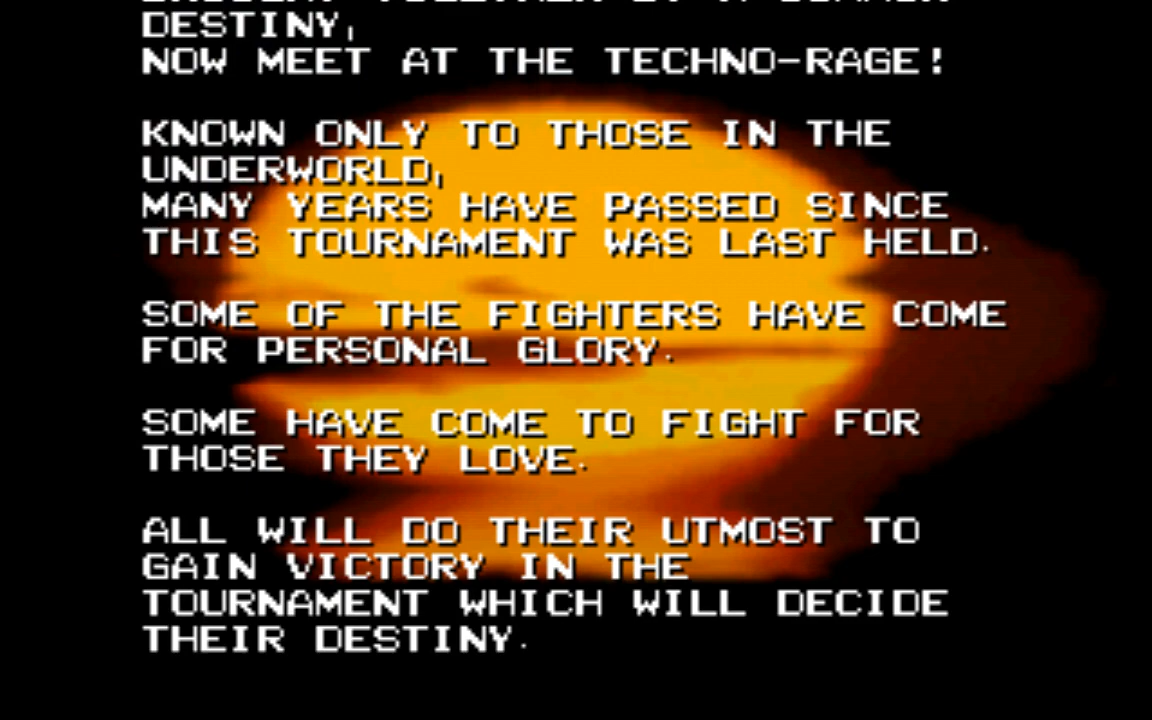 DESTINY,
NOW MEET AT THE TECHNO-RAGE!
KNOWN ONLY TO THOSE IN THE
UNDERWORLD,
MANY YEARS HAVE PASSED SINCE
THIS TOURNAMENT WAS LAST HELD.
SOME OF THE FIGHTERS HAVE COME
FOR PERSONAL GLORY.
SOME HAVE COME TO FIGHT FOR
THOSE THEY LOVE.
ALL WILL DO THEIR UTMOST TO
GAIN VICTORY IN THE
TOURNAMENT WHICH WILL DECIDE
THEIR DESTINY.